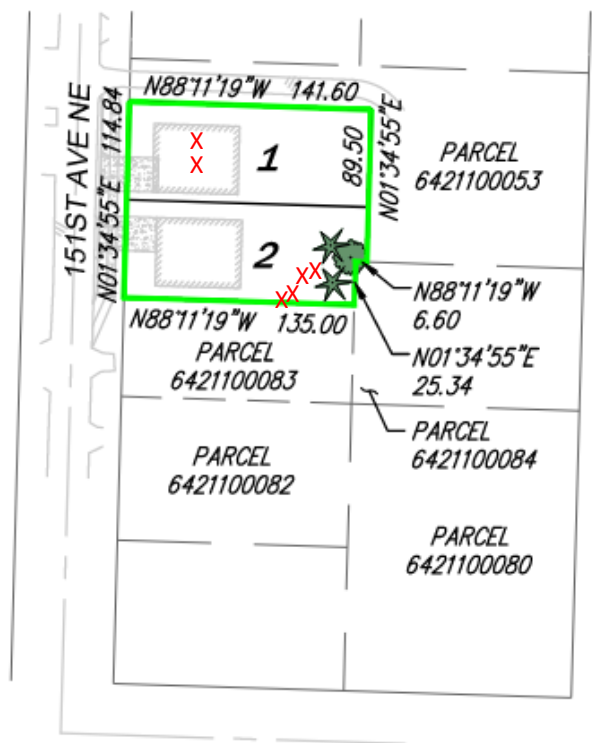 N88°11'19"W 141.60
151ST AVE NE
N01°34'55"E 114.84
X
X
1
89.50
N01°34'55"E
PARCEL
6421100053
2
X X
X X
N88°11'19"W
6.60
N88°11'19"W 135.00
N01°34'55"E
25.34
PARCEL
6421100083
PARCEL
6421100084
PARCEL
6421100082
PARCEL
6421100080